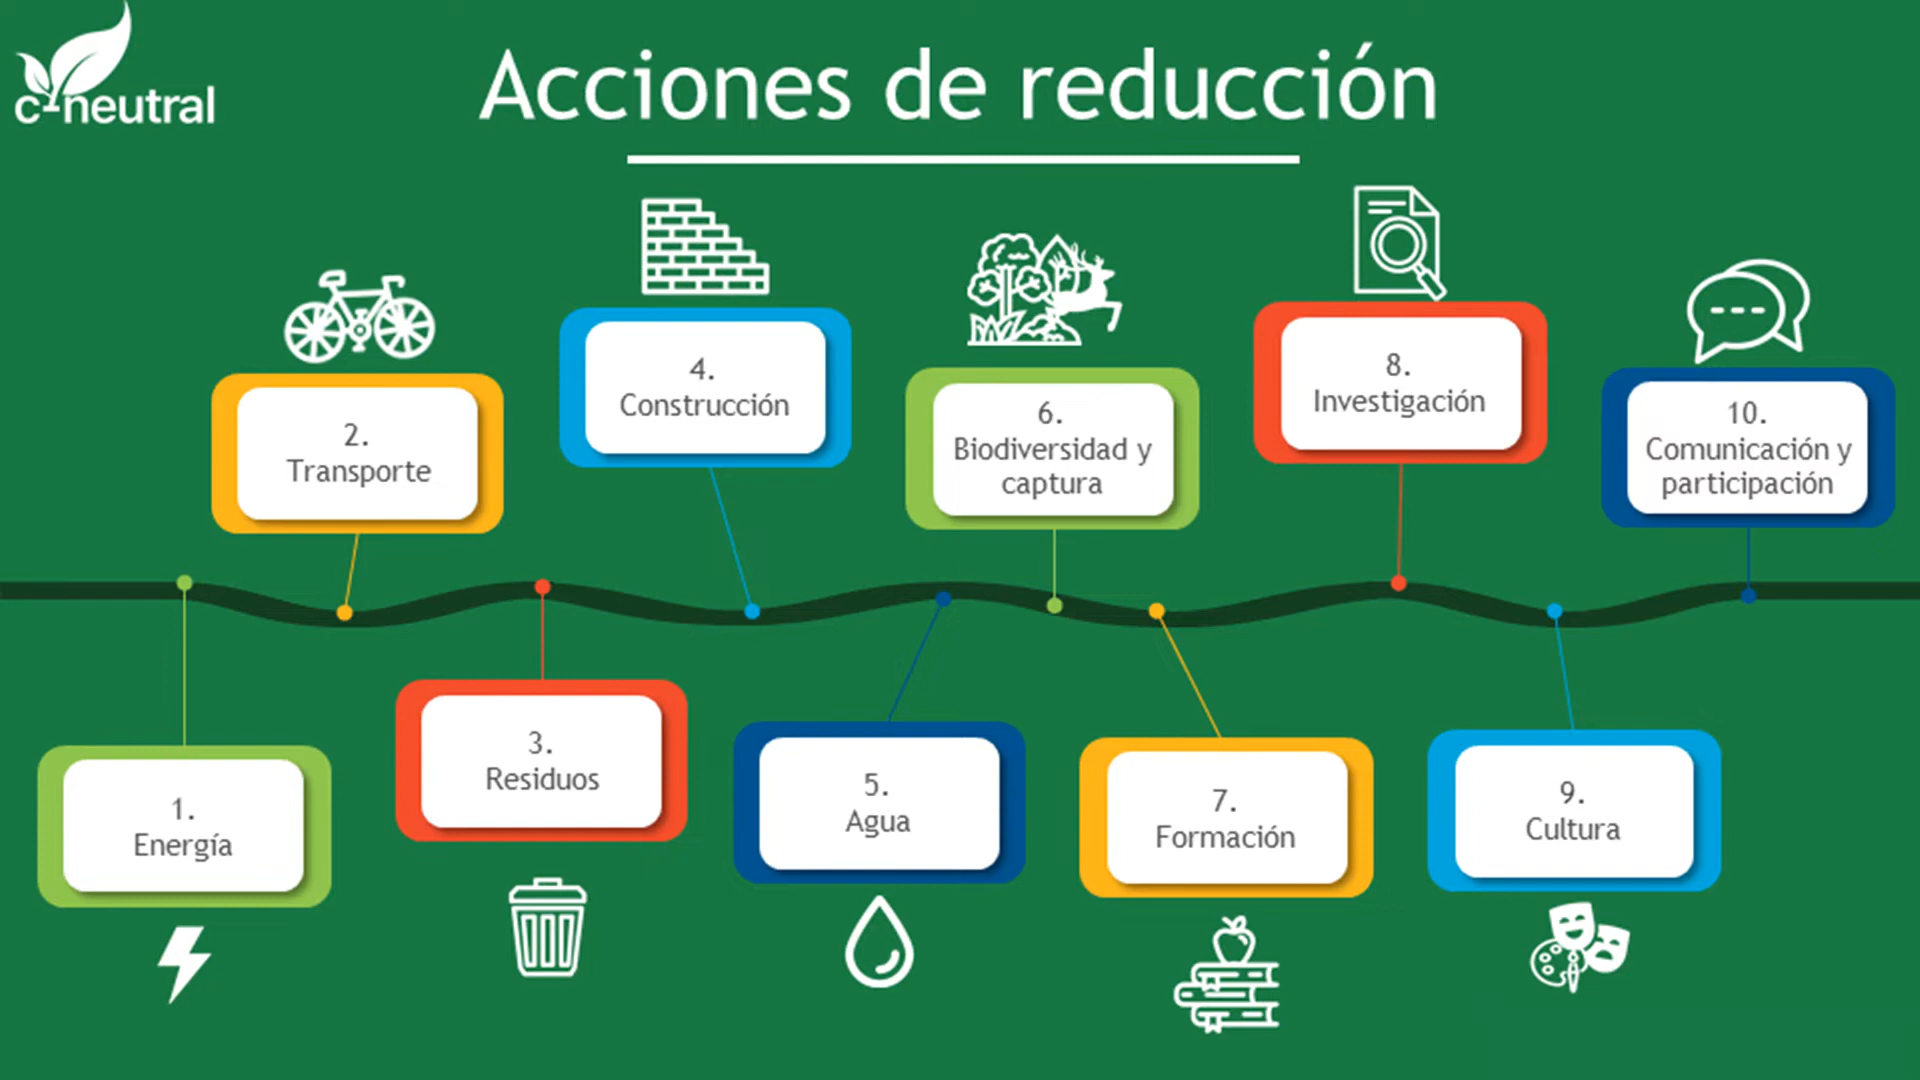 c-neutral
Acciones de reducción
1.
Energía
2.
Transporte
3.
Residuos
4.
Construcción
5.
Agua
6.
Biodiversidad y
captura
7.
Formación
8.
Investigación
9.
Cultura
10.
Comunicación y
participación